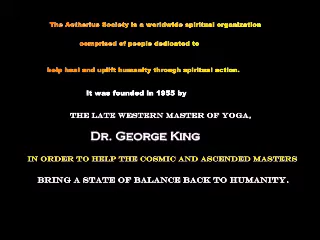 The Aetherius Society is a worldwide spiritual organization
comprised of people dedicated to
help heal and uplift humanity through spiritual action.
It was founded in 1955 by
THE LATE WESTERN MASTER OF YOGA,
DR. GEORGE KING
IN ORDER TO HELP THE COSMIC AND ASCENDED MASTERS
BRING A STATE OF BALANCE BACK TO HUMANITY.